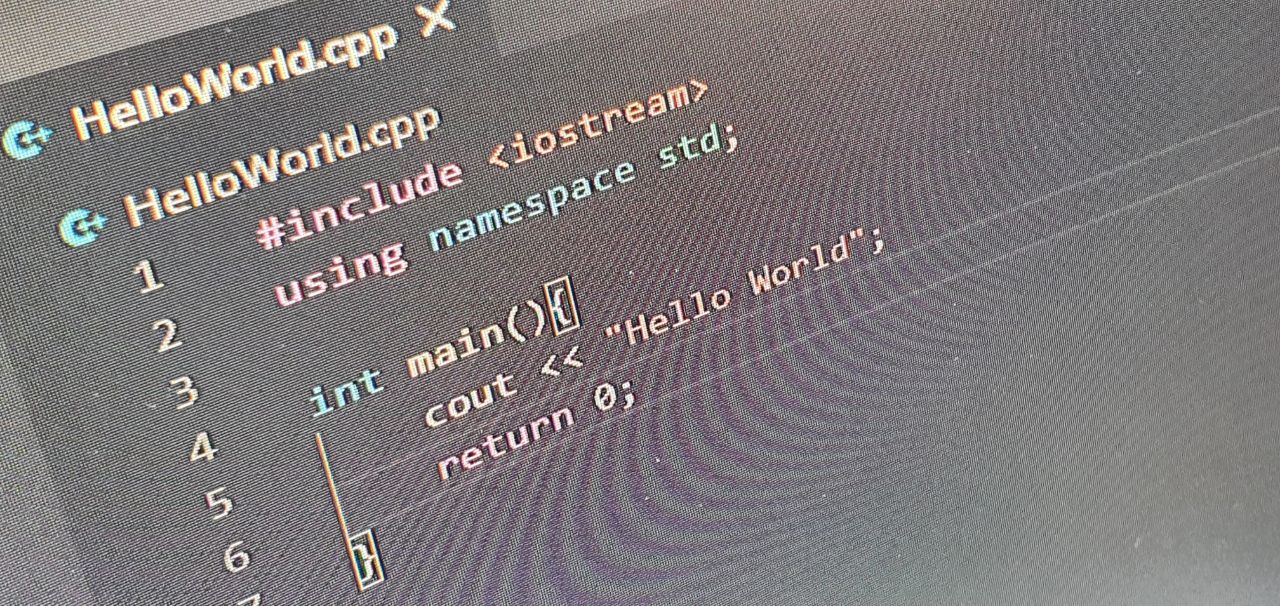 HelloWorld.cpp X
HelloWorld.cpp
1 #include <iostream>
2 using namespace std;
3
4 int main(){
5 cout << "Hello World";
6 return 0;
7 }